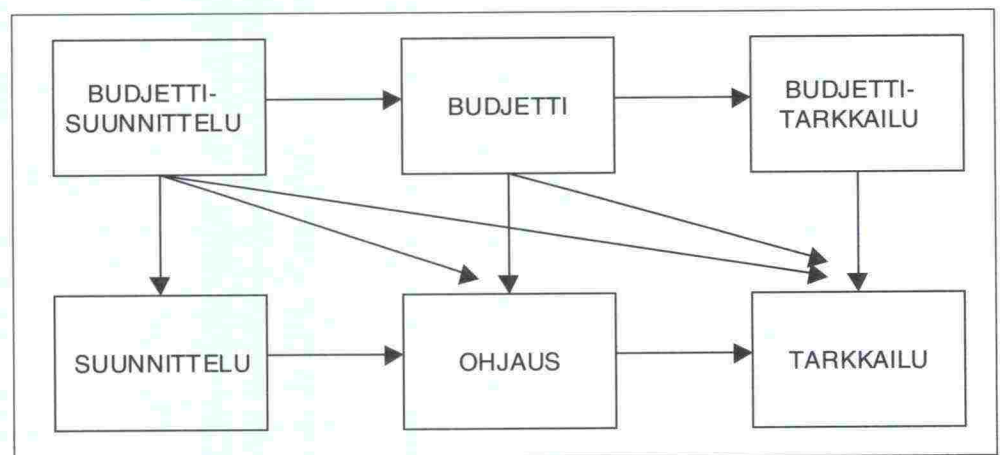 BUDJETTI-
SUUNNITTELU
BUDJETTI
BUDJETTI-
TARKKAILU
SUUNNITTELU
OHJAUS
TARKKAILU